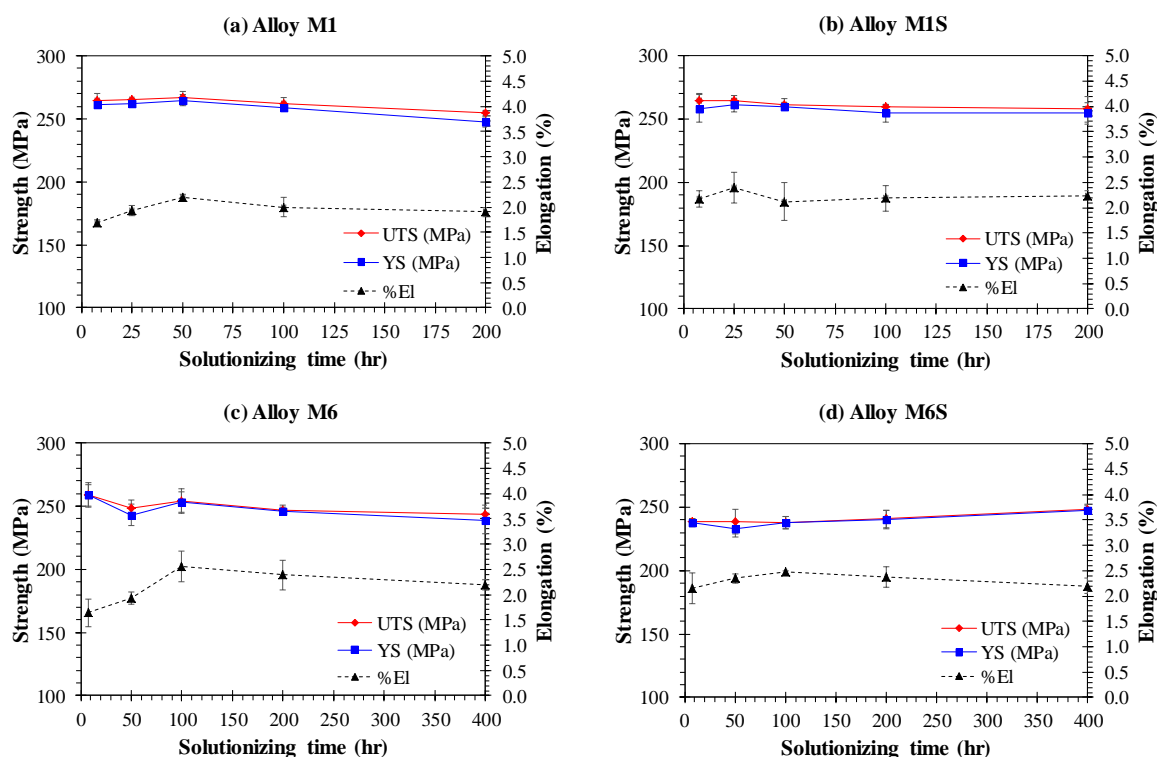 (a) Alloy M1
300
250
200
150
100
Strength (MPa)
5.0
4.5
4.0
3.5
3.0
2.5
2.0
1.5
1.0
0.5
0.0
Elongation (%)
UTS (MPa)
YS (MPa)
%El
0 25 50 75 100 125 150 175 200
Solutionizing time (hr)
(b) Alloy M1S
300
250
200
150
100
Strength (MPa)
5.0
4.5
4.0
3.5
3.0
2.5
2.0
1.5
1.0
0.5
0.0
Elongation (%)
UTS (MPa)
YS (MPa)
%El
0 25 50 75 100 125 150 175 200
Solutionizing time (hr)
(c) Alloy M6
300
250
200
150
100
Strength (MPa)
5.0
4.5
4.0
3.5
3.0
2.5
2.0
1.5
1.0
0.5
0.0
Elongation (%)
UTS (MPa)
YS (MPa)
%El
0 50 100 150 200 250 300 350 400
Solutionizing time (hr)
(d) Alloy M6S
300
250
200
150
100
Strength (MPa)
5.0
4.5
4.0
3.5
3.0
2.5
2.0
1.5
1.0
0.5
0.0
Elongation (%)
UTS (MPa)
YS (MPa)
%El
0 50 100 150 200 250 300 350 400
Solutionizing time (hr)